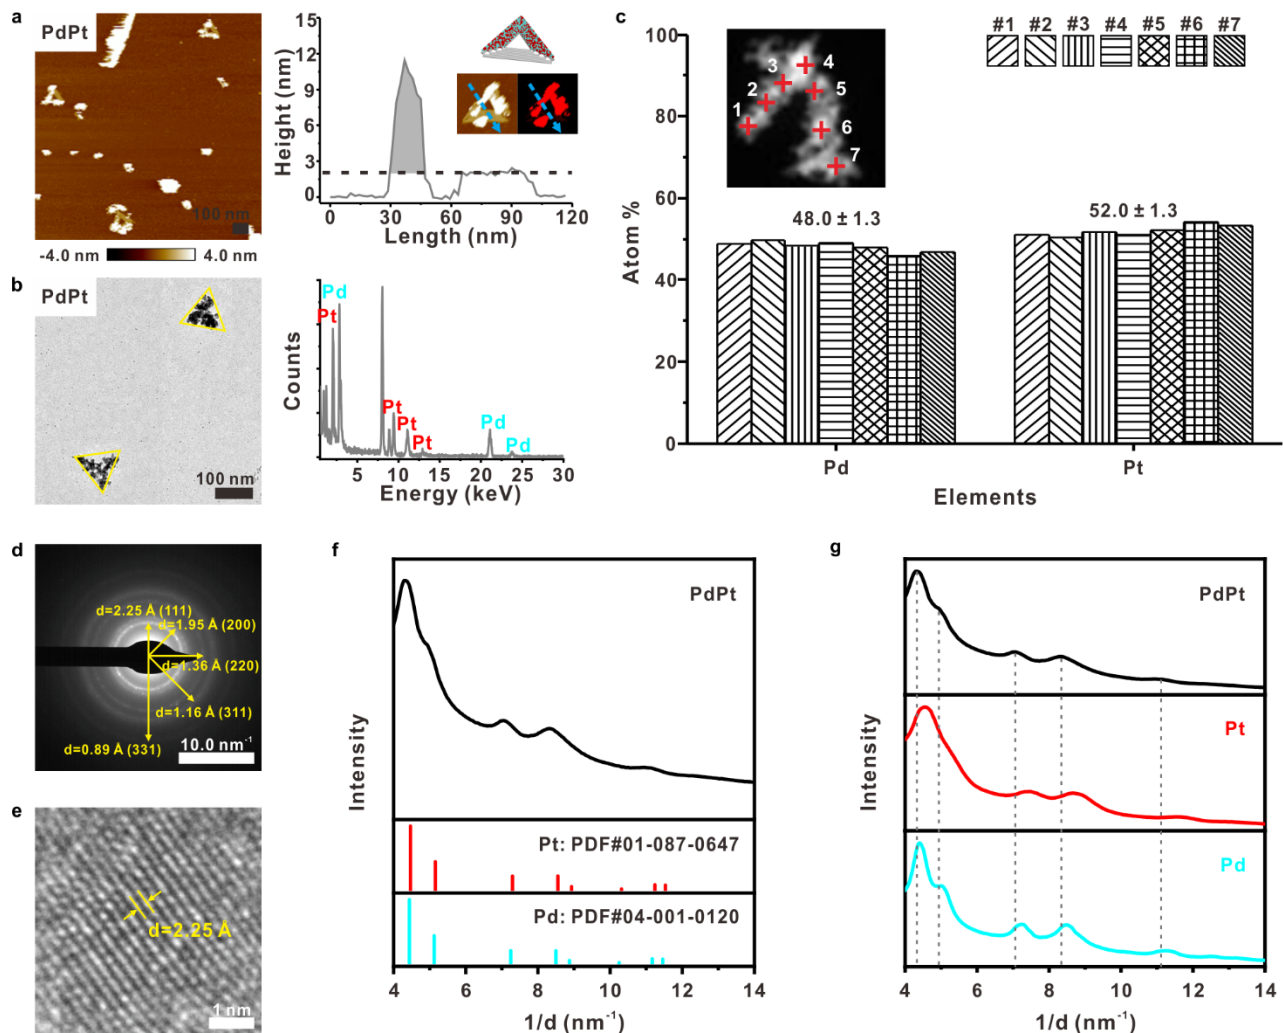 a
PdPt
100 nm
-4.0 nm
4.0 nm
Height (nm)
15
12
9
6
3
0
0 30 60 90 120
Length (nm)
b
PdPt
100 nm
Counts
Pd
Pt
Pt
Pt
Pt
Pd
Pd
5 10 15 20 25 30
Energy (keV)
c
#1 #2 #3 #4 #5 #6 #7
Atom %
100
80
60
40
20
0
1
2
3
4
5
6
7
48.0 ± 1.3
52.0 ± 1.3
Pd
Pt
Elements
d
d=2.25 Å (111)
d=1.95 Å (200)
d=1.36 Å (220)
d=1.16 Å (311)
d=0.89 Å (331)
10.0 nm⁻¹
e
d=2.25 Å
1 nm
f
PdPt
Intensity
Pt: PDF#01-087-0647
Pd: PDF#04-001-0120
4 6 8 10 12 14
1/d (nm⁻¹)
g
PdPt
Pt
Pd
Intensity
4 6 8 10 12 14
1/d (nm⁻¹)